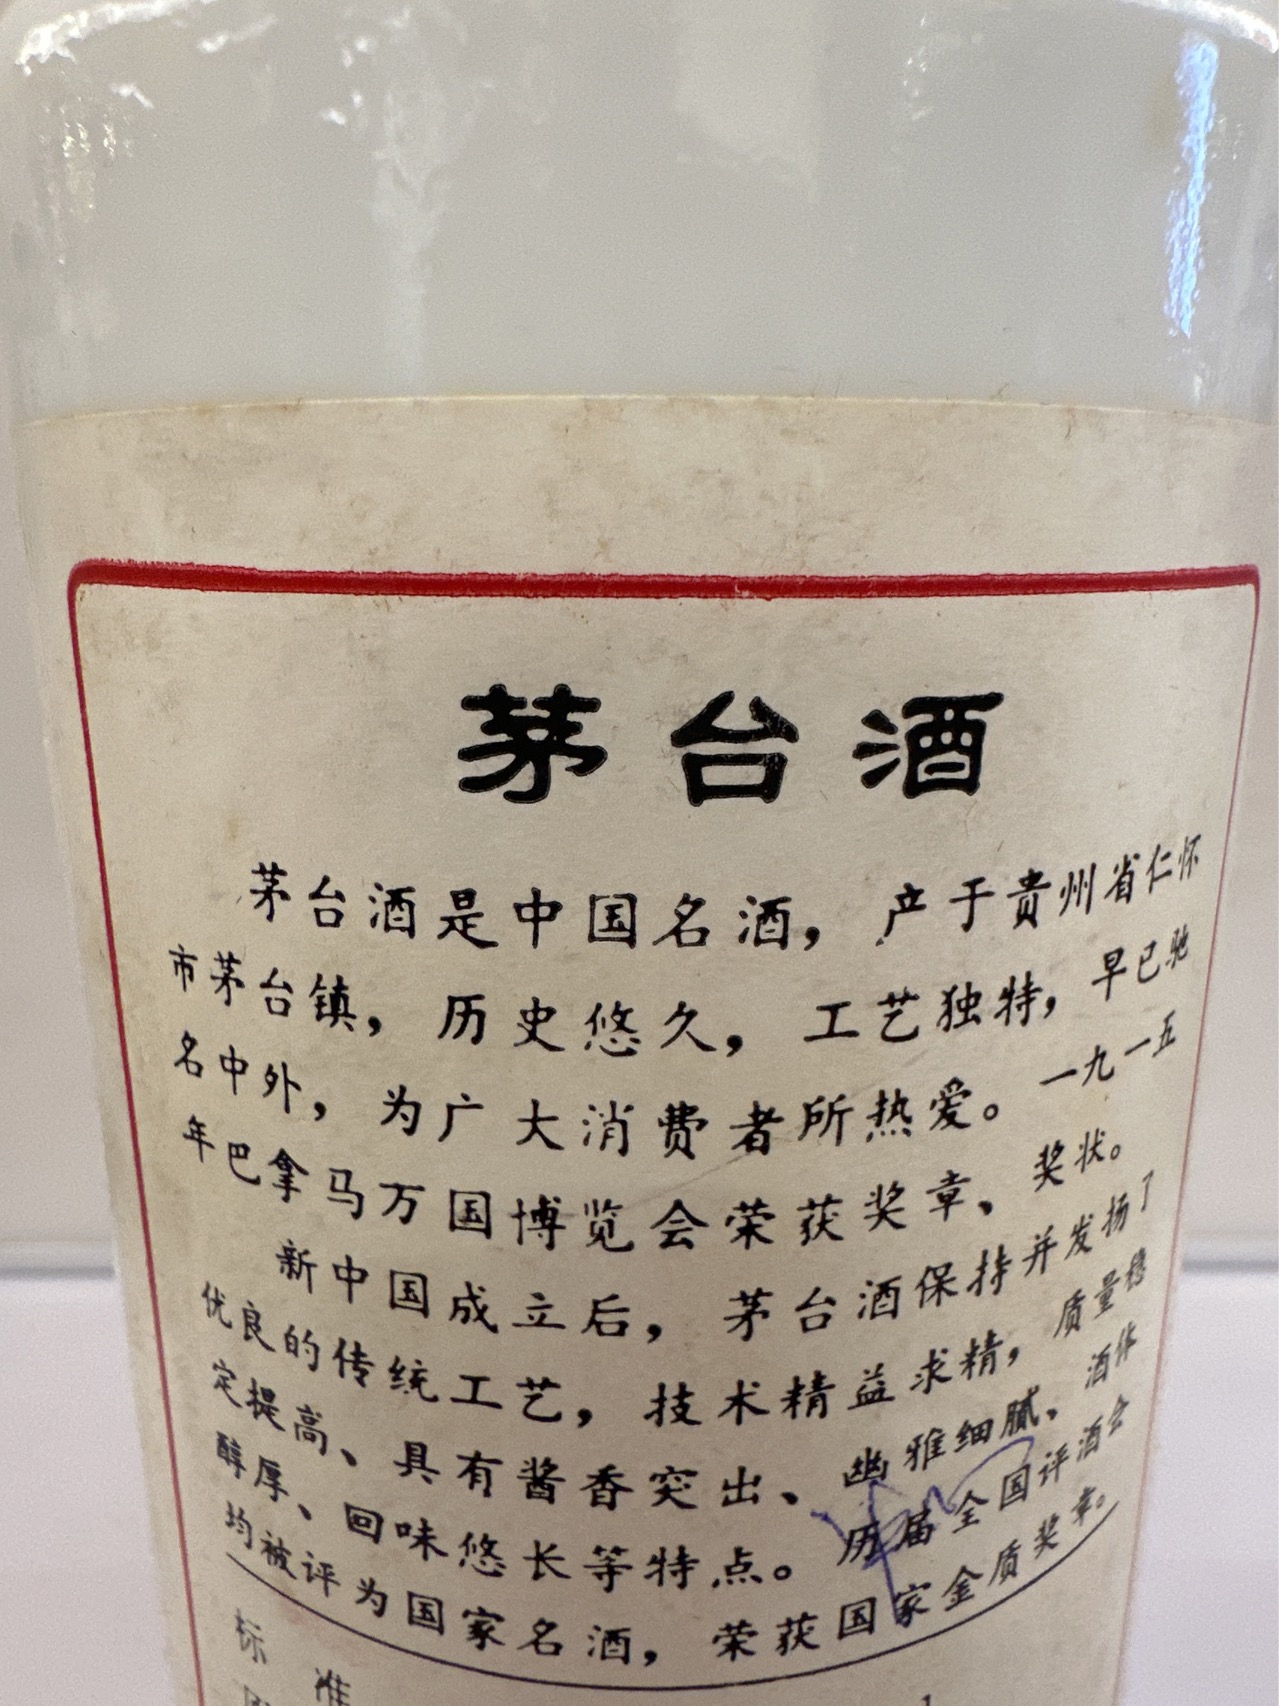 茅台酒
茅台酒是中国名酒，产于贵州省仁怀
市茅台镇，历史悠久，工艺独特，早已驰
名中外，为广大消费者所热爱。一九一五
年巴拿马万国博览会荣获奖章、奖状。
新中国成立后，茅台酒保持并发扬了
优良的传统工艺，技术精益求精，质量稳
定提高、具有酱香突出、幽雅细腻、酒体
醇厚、回味悠长等特点。历届全国评酒会
均被评为国家名酒，荣获国家金质奖章。
标准